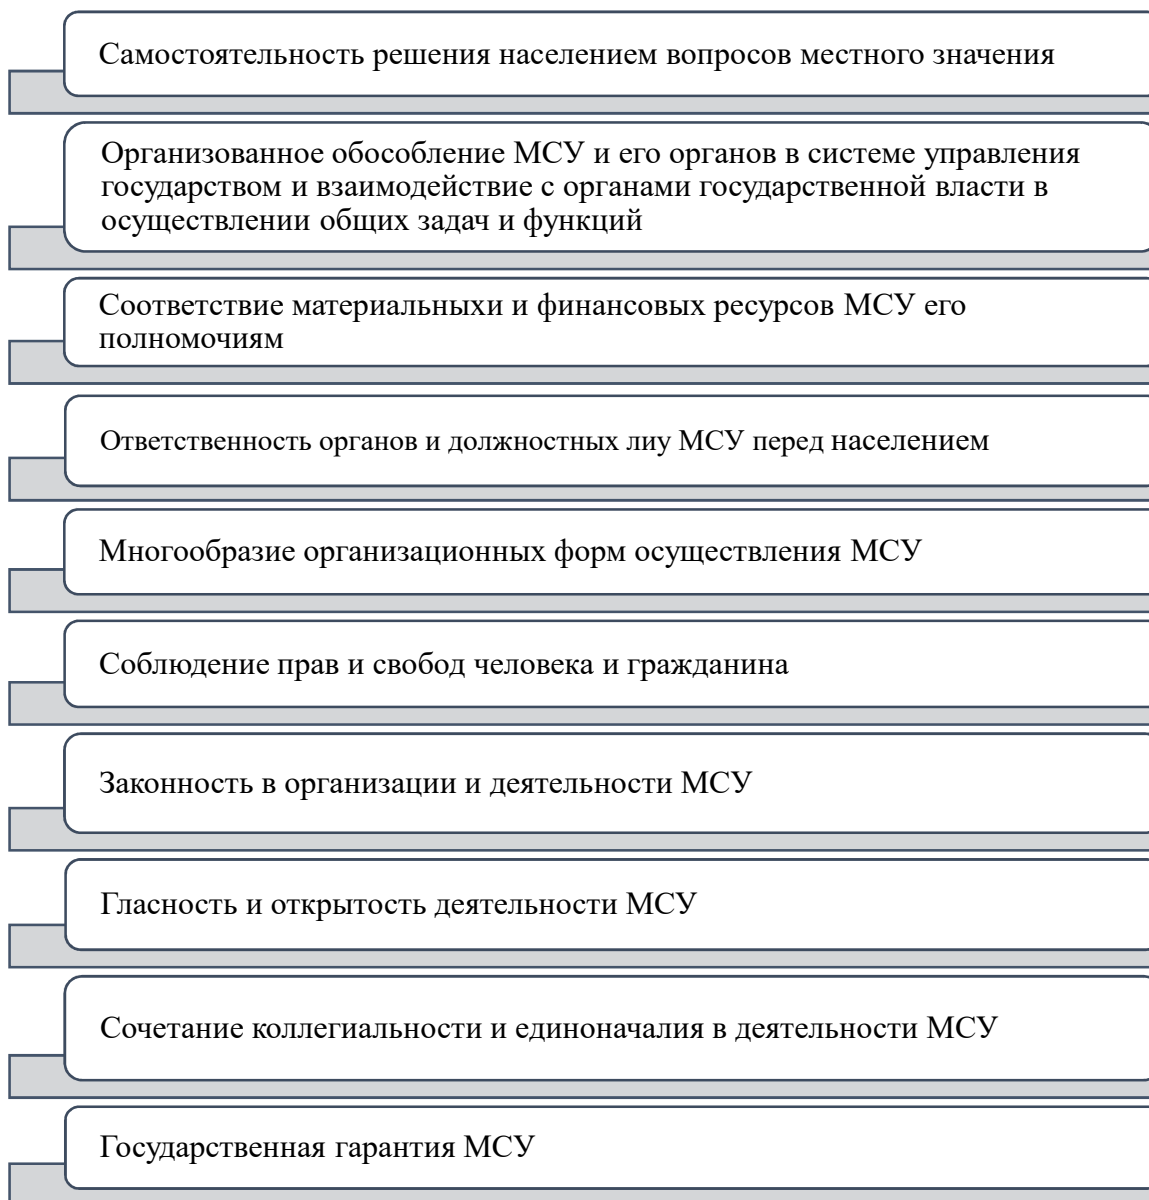 Самостоятельность решения населением вопросов местного значения
Организованное обособление МСУ и его органов в системе управления
государством и взаимодействие с органами государственной власти в
осуществлении общих задач и функций
Соответствие материальныхи и финансовых ресурсов МСУ его
полномочиям
Ответственность органов и должностных лиу МСУ перед населением
Многообразие организационных форм осуществления МСУ
Соблюдение прав и свобод человека и гражданина
Законность в организации и деятельности МСУ
Гласность и открытость деятельности МСУ
Сочетание коллегиальности и единоначалия в деятельности МСУ
Государственная гарантия МСУ